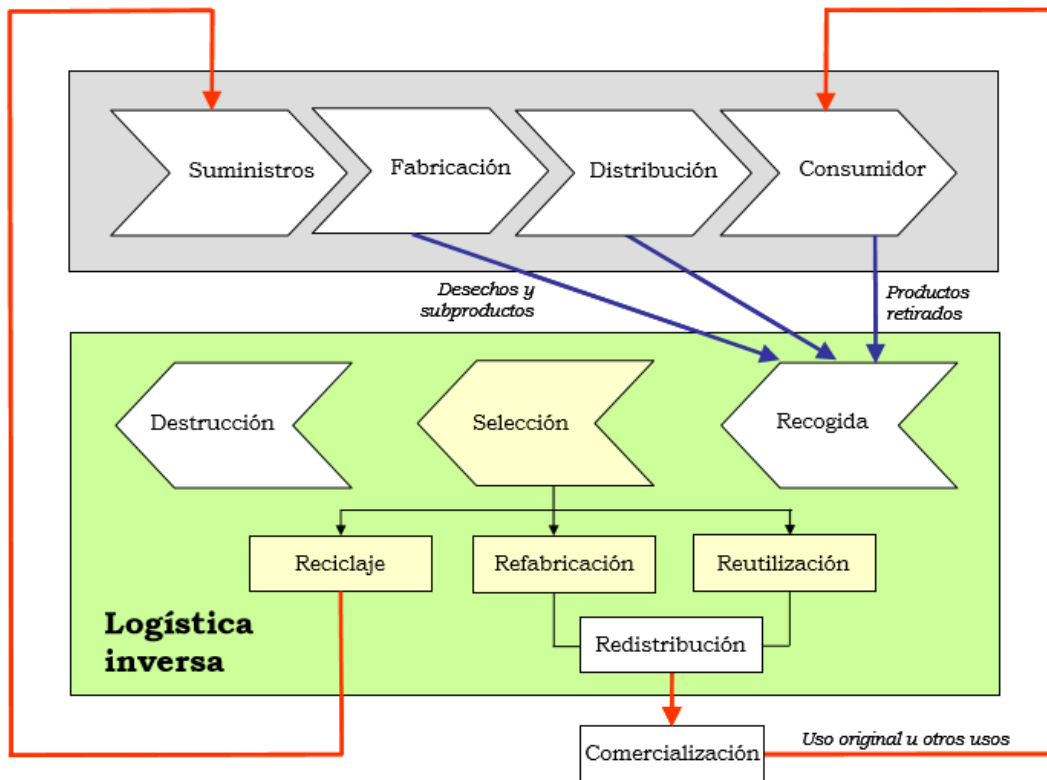 Suministros
Fabricación
Distribución
Consumidor
Desechos y
subproductos
Productos
retirados
Destrucción
Selección
Recogida
Reciclaje
Refabricación
Reutilización
Logística
inversa
Redistribución
Comercialización
Uso original u otros usos